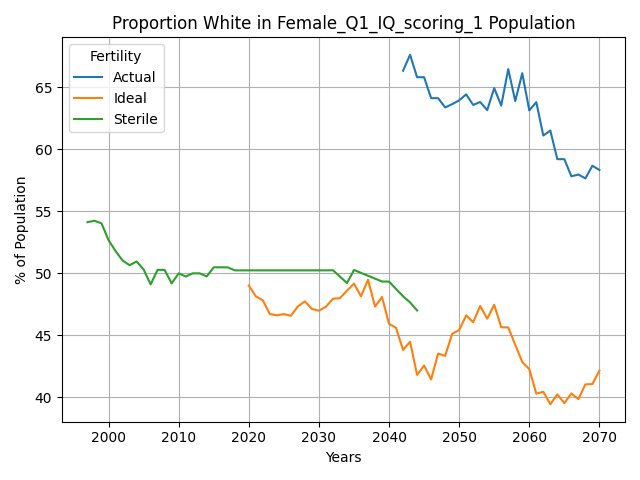 Proportion White in Female_Q1_IQ_scoring_1 Population
Fertility
Actual
Ideal
Sterile
% of Population
65
60
55
50
45
40
2000
2010
2020
2030
2040
2050
2060
2070
Years